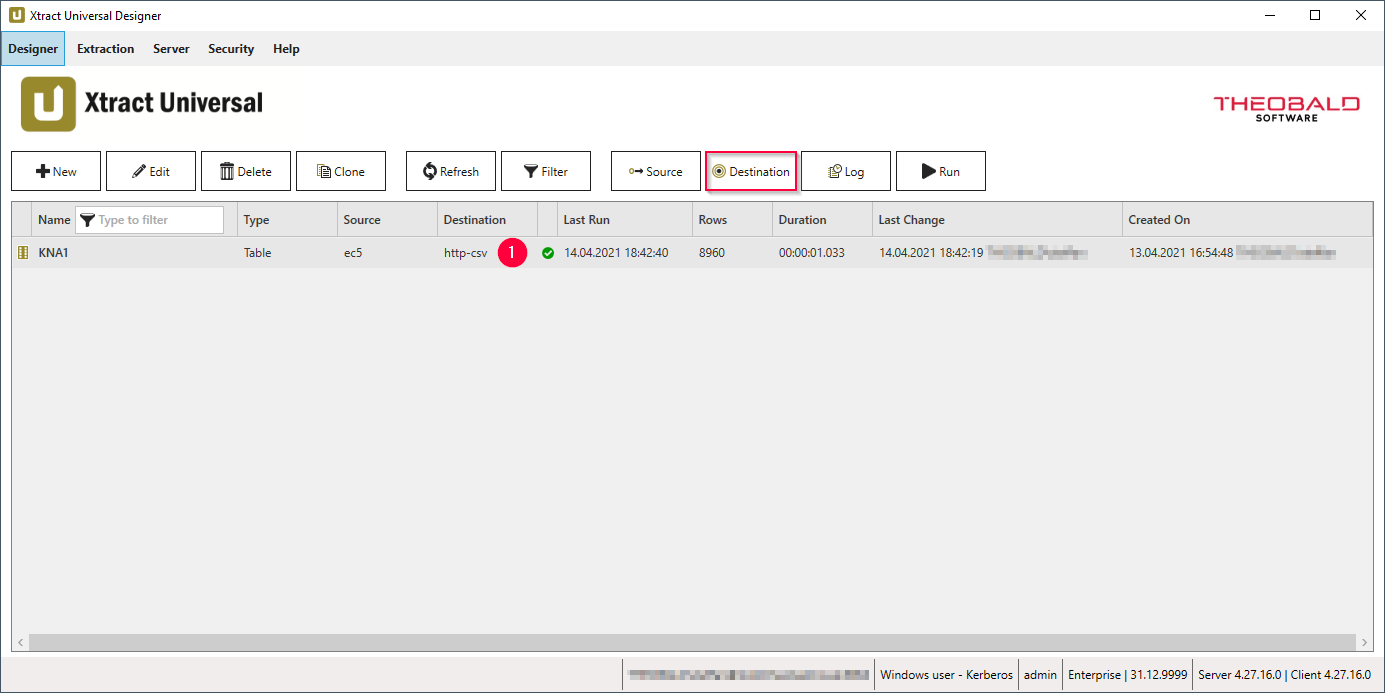 Xtract Universal Designer
Designer Extraction Server Security Help
Xtract Universal
THEOBALD
SOFTWARE
New Edit Delete Clone Refresh Filter Source Destination Log Run
Name Type to filter Type Source Destination Last Run Rows Duration Last Change Created On
KNA1 Table ec5 http-csv 1 14.04.2021 18:42:40 8960 00:00:01.033 14.04.2021 18:42:19 13.04.2021 16:54:48
Windows user - Kerberos admin Enterprise | 31.12.9999 Server 4.27.16.0 | Client 4.27.16.0